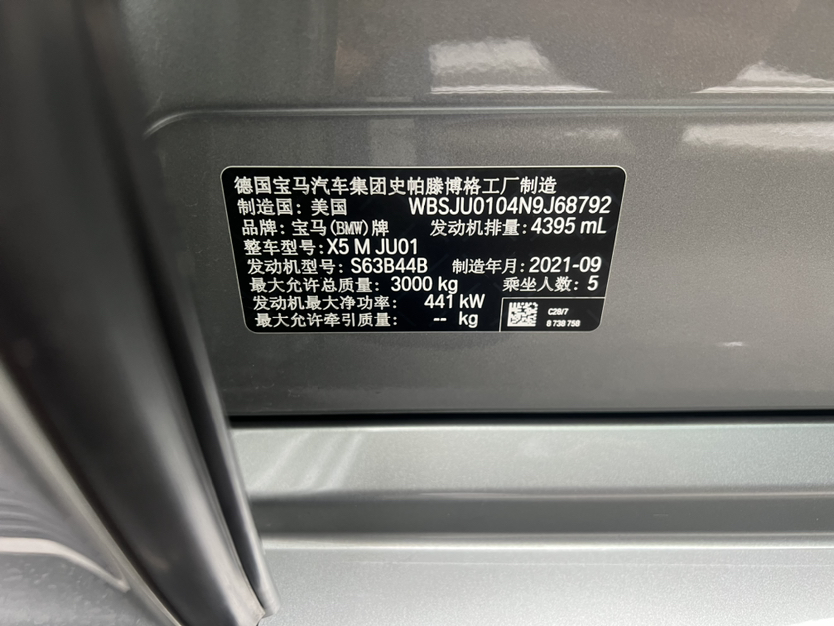 德国宝马汽车集团史帕滕博格工厂制造
制造国: 美国 WBSJU0104N9J68792
品牌: 宝马(BMW)牌 发动机排量: 4395 mL
整车型号: X5 M JU01
发动机型号: S63B44B 制造年月: 2021-09
最大允许总质量: 3000 kg 乘坐人数: 5
发动机最大净功率: 441 kW
最大允许牵引质量: -- kg
C28/7
8 738 758